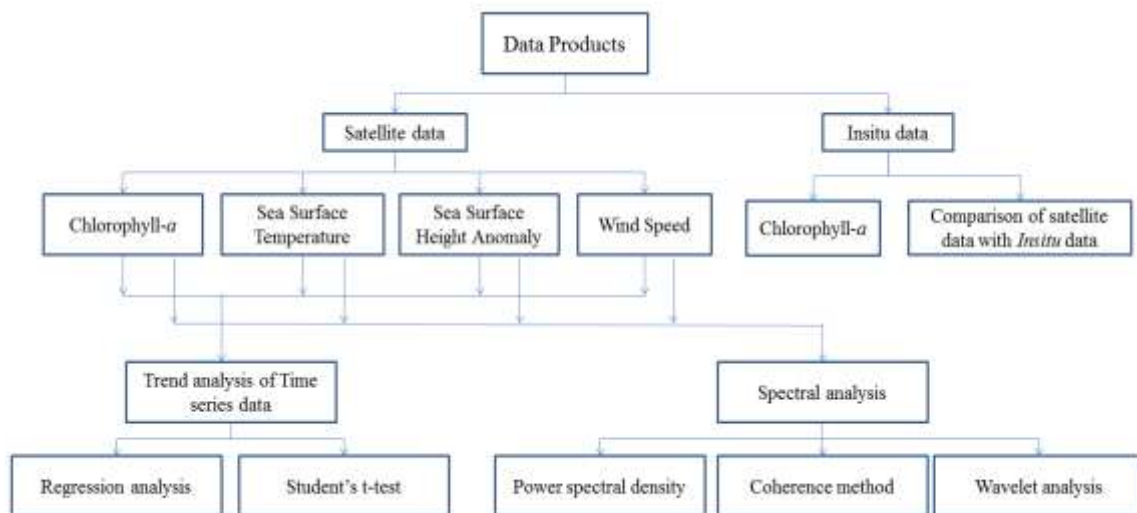 Data Products
Satellite data
Insitu data
Chlorophyll-a
Sea Surface
Temperature
Sea Surface
Height Anomaly
Wind Speed
Chlorophyll-a
Comparison of satellite
data with Insitu data
Trend analysis of Time
series data
Spectral analysis
Regression analysis
Student's t-test
Power spectral density
Coherence method
Wavelet analysis